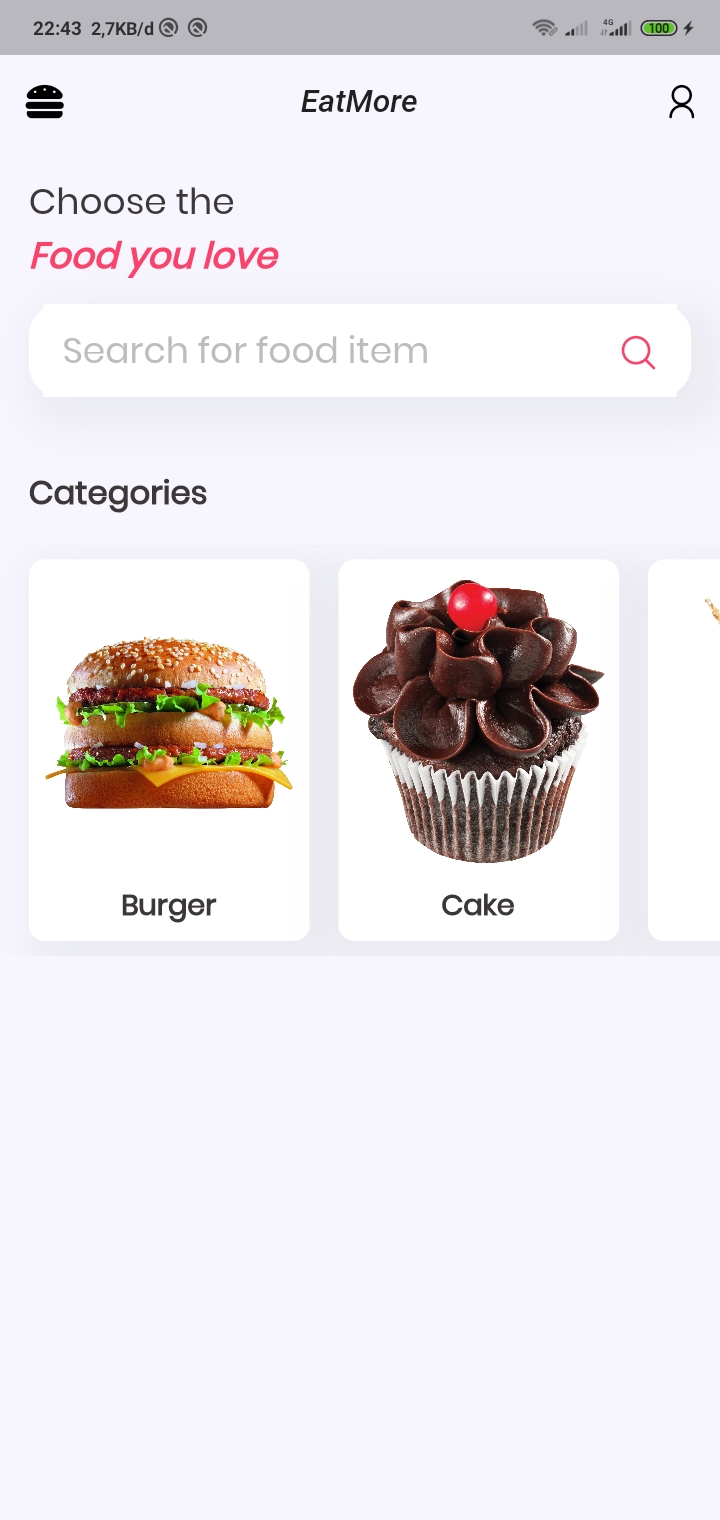 22:43 2,7KB/d
4G
100
EatMore
Choose the
Food you love
Search for food item
Categories
Burger
Cake